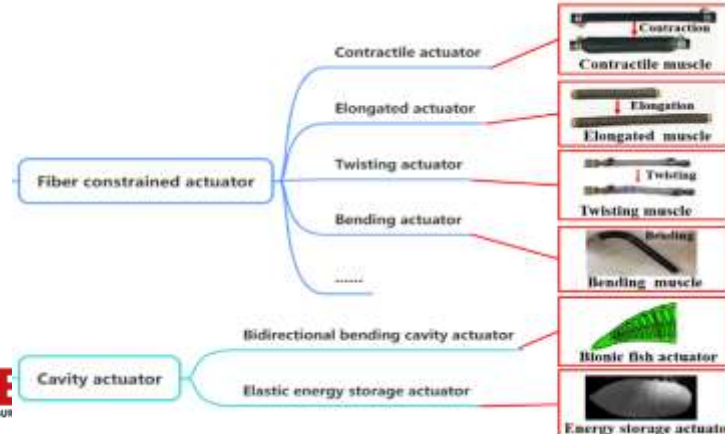 Contraction
Contractile actuator
Contractile muscle
Elongated actuator
Elongation
Elongated muscle
Twisting actuator
Twisting
Fiber constrained actuator
Twisting muscle
Bending actuator
Bending
Bending muscle
......
Bidirectional bending cavity actuator
Bionic fish actuator
Cavity actuator
Elastic energy storage actuator
Energy storage actuato